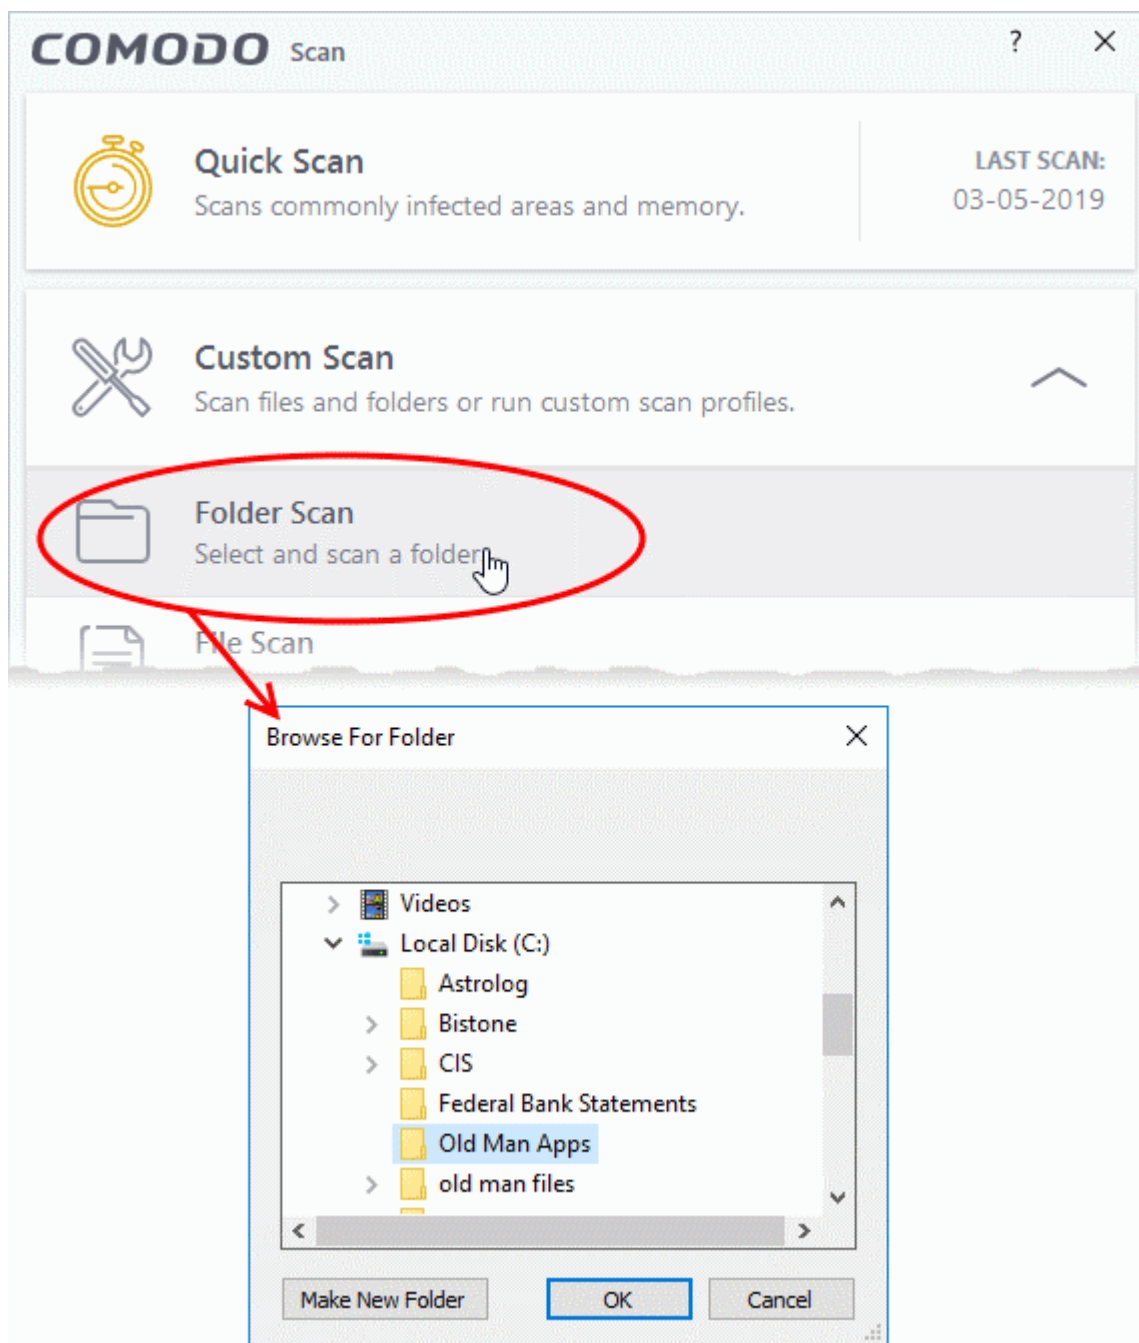 COMODO Scan
?
Quick Scan
Scans commonly infected areas and memory.
LAST SCAN:
03-05-2019
Custom Scan
Scan files and folders or run custom scan profiles.
Folder Scan
Select and scan a folder
File Scan
Browse For Folder
Videos
Local Disk (C:)
Astrolog
Bistone
CIS
Federal Bank Statements
Old Man Apps
old man files
Make New Folder
OK
Cancel